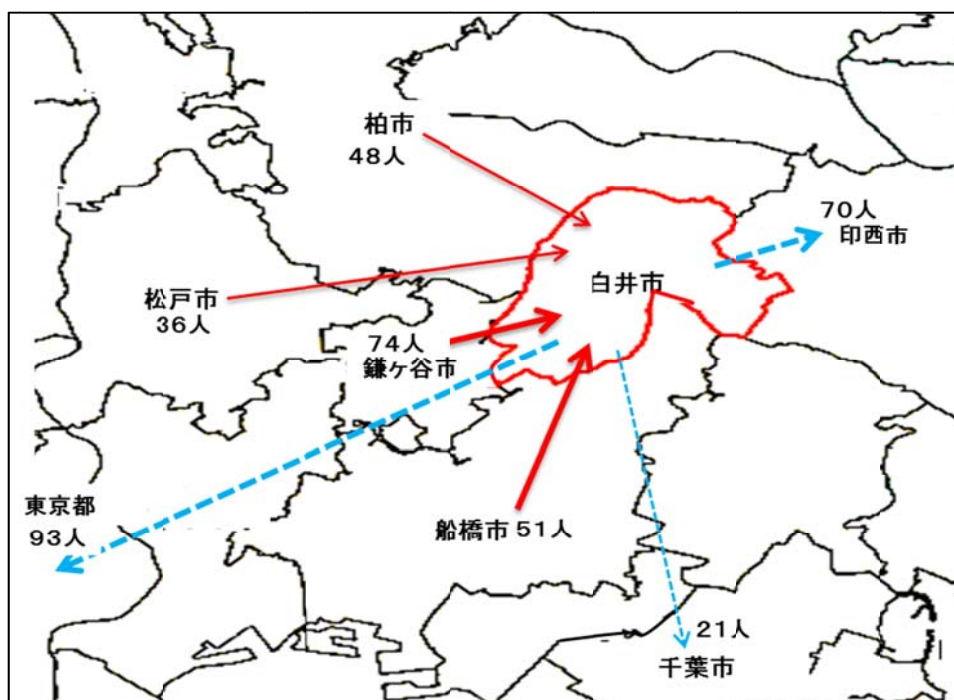 柏市
48人
70人
印西市
白井市
松戸市
36人
74人
鎌ヶ谷市
東京都
93人
船橋市 51人
21人
千葉市